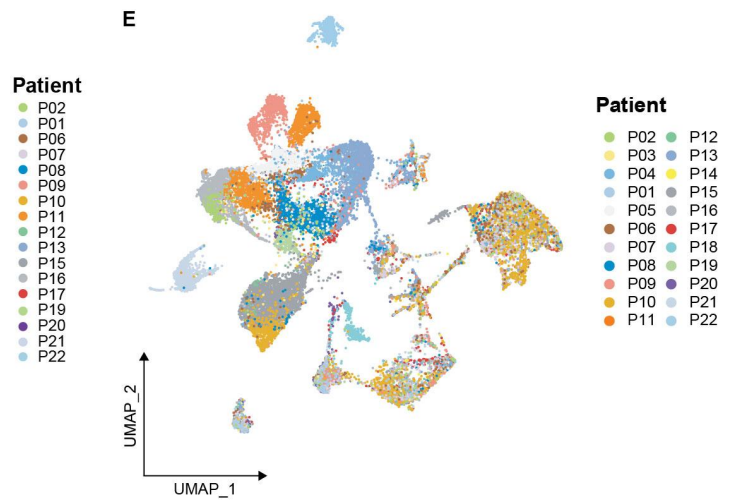 E
Patient
P02
P01
P06
P07
P08
P09
P10
P11
P12
P13
P15
P16
P17
P19
P20
P21
P22
UMAP_2
UMAP_1
Patient
P02 P12
P03 P13
P04 P14
P01 P15
P05 P16
P06 P17
P07 P18
P08 P19
P09 P20
P10 P21
P11 P22